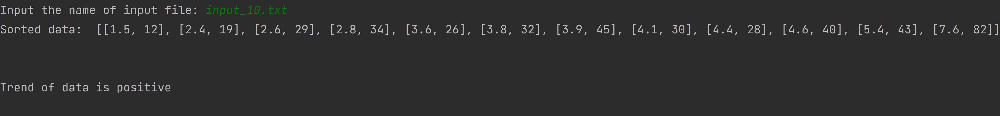 Input the name of input file: input_10.txt
Sorted data:  [[1.5, 12], [2.4, 19], [2.6, 29], [2.8, 34], [3.6, 26], [3.8, 32], [3.9, 45], [4.1, 30], [4.4, 28], [4.6, 40], [5.4, 43], [7.6, 82]]
Trend of data is positive